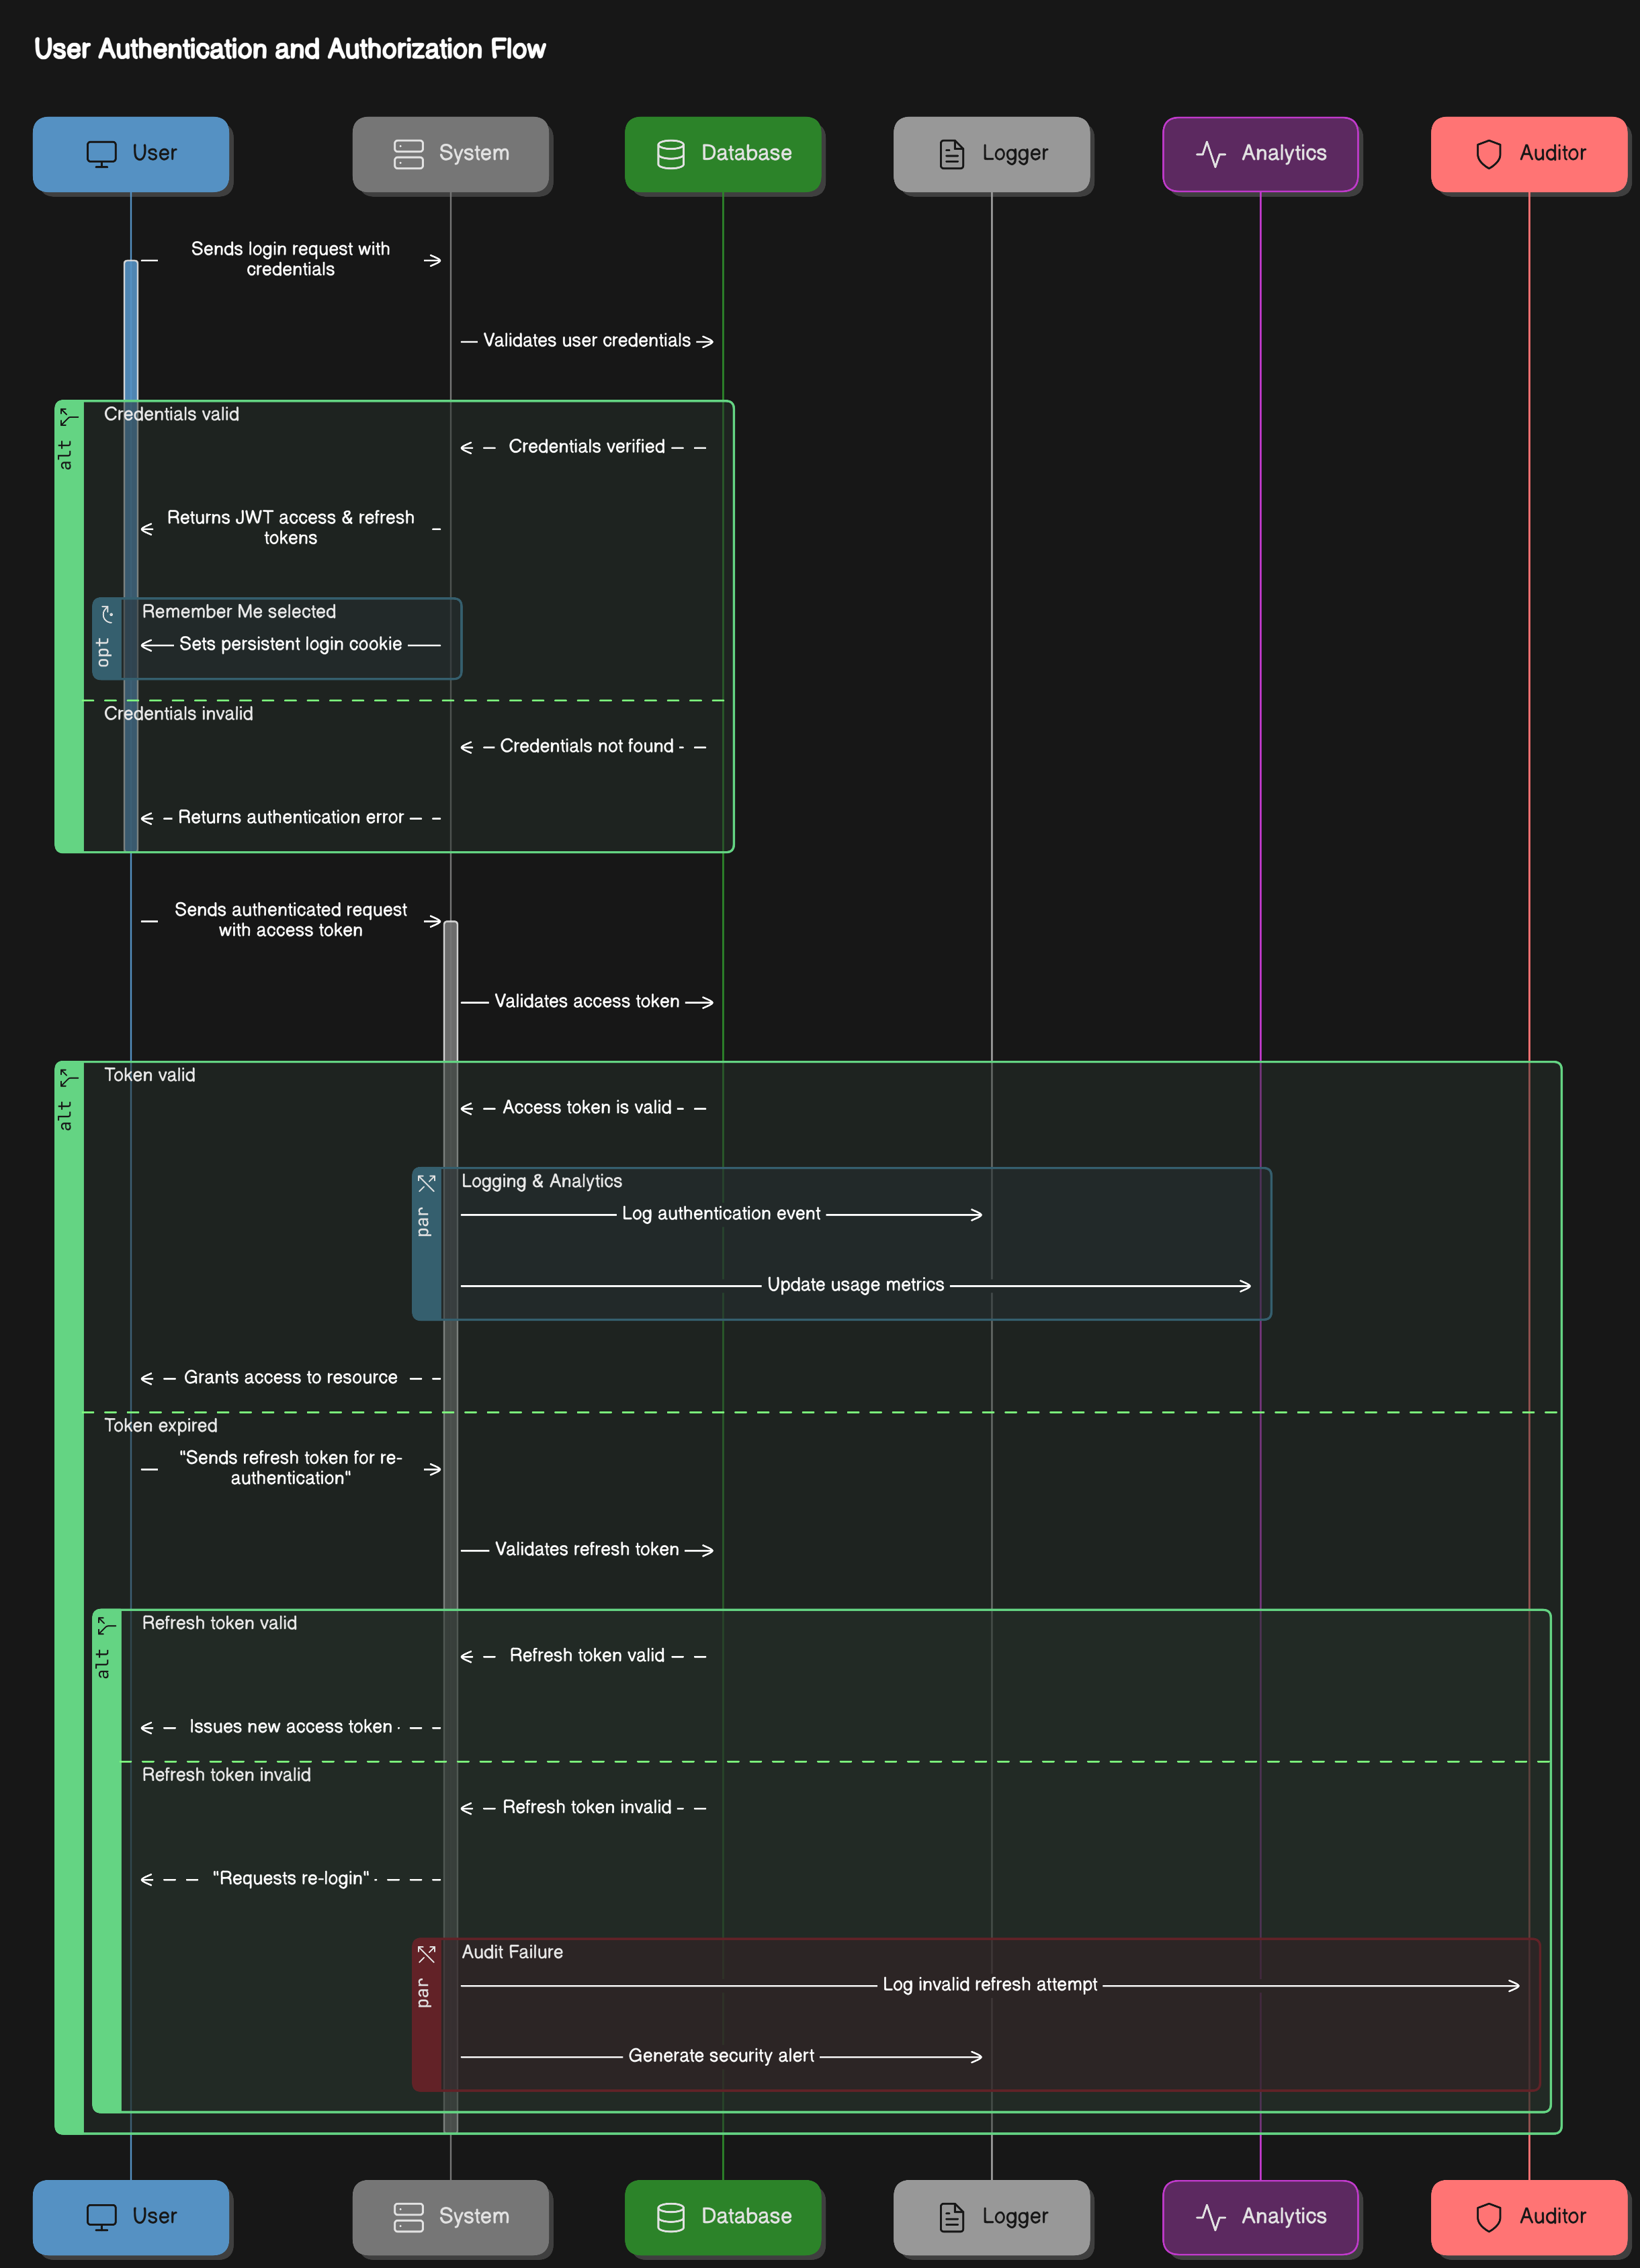 User Authentication and Authorization Flow
User
System
Database
Logger
Analytics
Auditor
Sends login request with
credentials
Validates user credentials
alt
Credentials valid
Credentials verified
Returns JWT access & refresh
tokens
opt
Remember Me selected
Sets persistent login cookie
Credentials invalid
Credentials not found
Returns authentication error
Sends authenticated request
with access token
Validates access token
alt
Token valid
Access token is valid
par
Logging & Analytics
Log authentication event
Update usage metrics
Grants access to resource
Token expired
"Sends refresh token for re-
authentication"
Validates refresh token
alt
Refresh token valid
Refresh token valid
Issues new access token
Refresh token invalid
Refresh token invalid
"Requests re-login"
par
Audit Failure
Log invalid refresh attempt
Generate security alert
User
System
Database
Logger
Analytics
Auditor